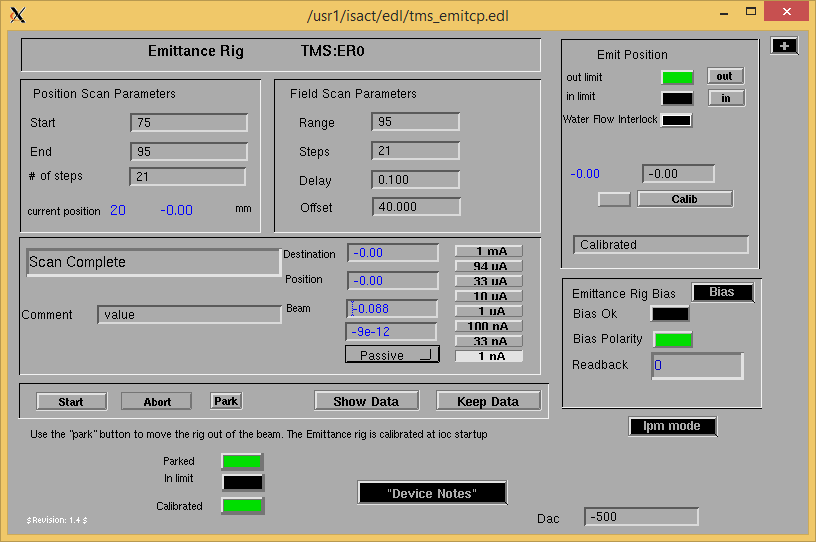 /usr1/isact/edl/tms_emitcp.edl
Emittance Rig TMS:ER0
Position Scan Parameters
Start 75
End 95
# of steps 21
current position 20 -0.00 mm
Field Scan Parameters
Range 95
Steps 21
Delay 0.100
Offset 40.000
Emit Position
out limit out
in limit in
Water Flow Interlock
-0.00 -0.00
Calib
Calibrated
+
Scan Complete
Comment value
Destination -0.00
Position -0.00
Beam -0.088
-9e-12
Passive
1 mA
94 uA
33 uA
10 uA
1 uA
100 nA
33 nA
1 nA
Emittance Rig Bias Bias
Bias Ok
Bias Polarity
Readback 0
Start Abort Park Show Data Keep Data
Ipm mode
Use the "park" button to move the rig out of the beam. The Emittance rig is calibrated at ioc startup
Parked
In limit
Calibrated
"Device Notes"
Dac -500
$Revision: 1.4 $